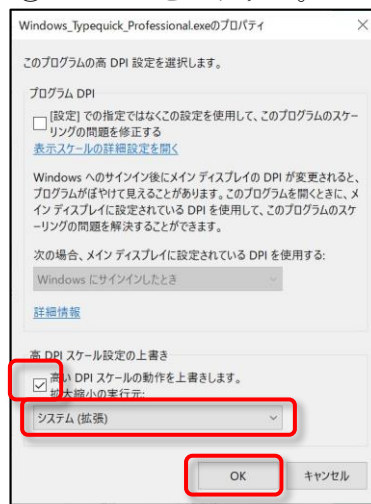 Windows_Typequick_Professional.exeのプロパティ
このプログラムの高 DPI 設定を選択します。
プログラム DPI
[設定] での指定ではなくこの設定を使用して、このプログラムのスケー
リングの問題を修正する
表示スケールの詳細設定を開く
Windows へのサインイン後にメイン ディスプレイの DPI が変更されると、
プログラムがぼやけて見えることがあります。このプログラムを開くときに、メ
イン ディスプレイに設定されている DPI を使用して、このプログラムのスケ
ーリングの問題を解決することができます。
次の場合、メイン ディスプレイに設定されている DPI を使用する:
Windows にサインインしたとき
詳細情報
高 DPI スケール設定の上書き
高い DPI スケールの動作を上書きします。
拡大縮小の実行元:
システム (拡張)
OK キャンセル